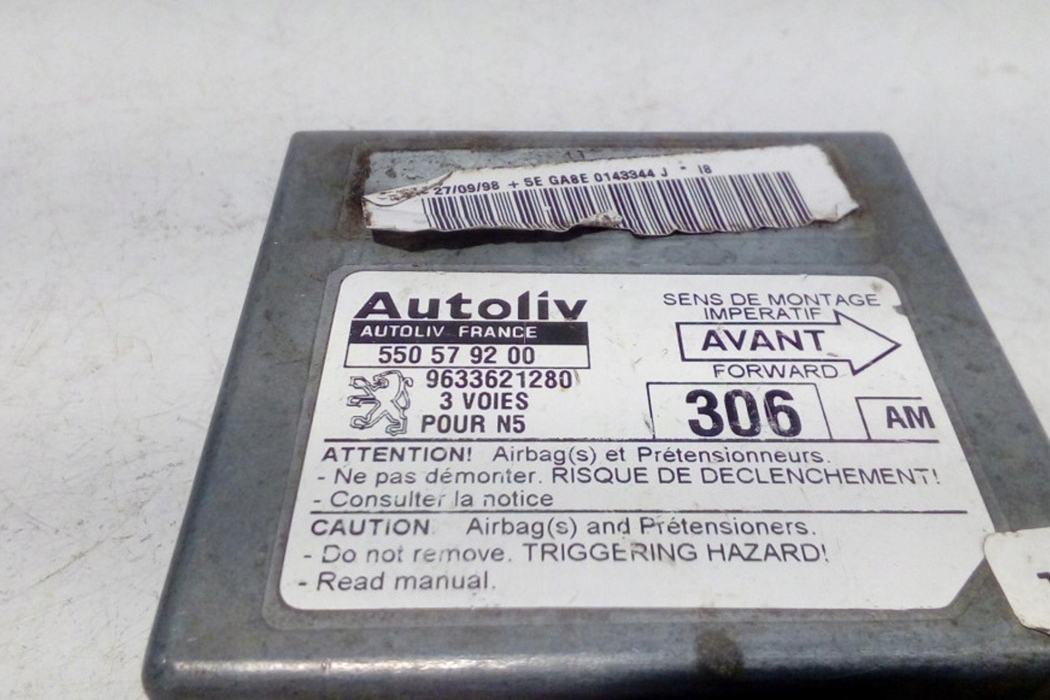 27/09/98 + 5E GA8E 0143344 J - 18
Autoliv
AUTOLIV FRANCE
550 57 92 00
9633621280
3 VOIES
POUR N5
SENS DE MONTAGE
IMPERATIF
AVANT
FORWARD
306
AM
ATTENTION! Airbag(s) et Prétensionneurs.
- Ne pas démonter. RISQUE DE DECLENCHEMENT!
- Consulter la notice
CAUTION Airbag(s) and Prétensioners.
- Do not remove. TRIGGERING HAZARD!
- Read manual.